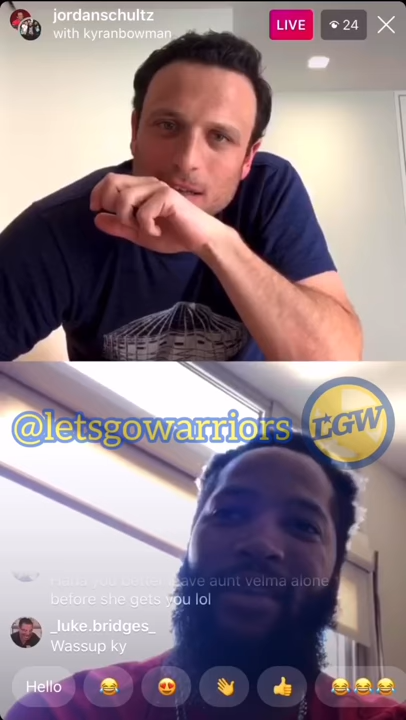 jordanschultz
with kyranbowman
LIVE
24
@letsgowarriors
LGW
you better leave aunt velma alone
before she gets you lol
_luke.bridges_
Wassup ky
Hello